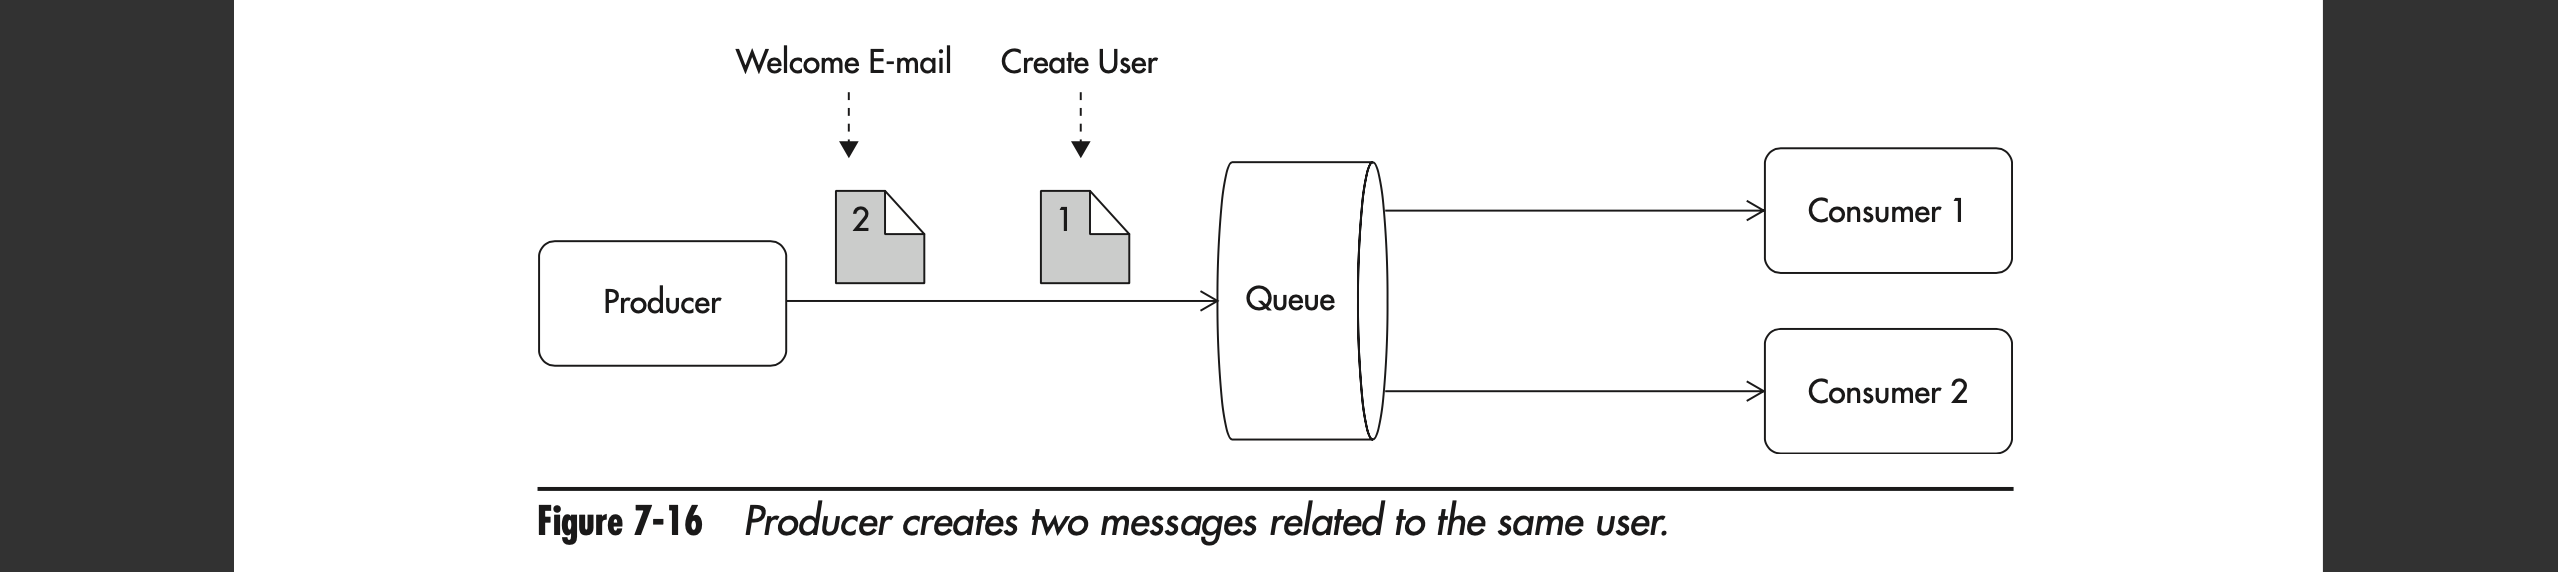 Welcome E-mail
Create User
2
1
Producer
Queue
Consumer 1
Consumer 2
Figure 7-16 Producer creates two messages related to the same user.